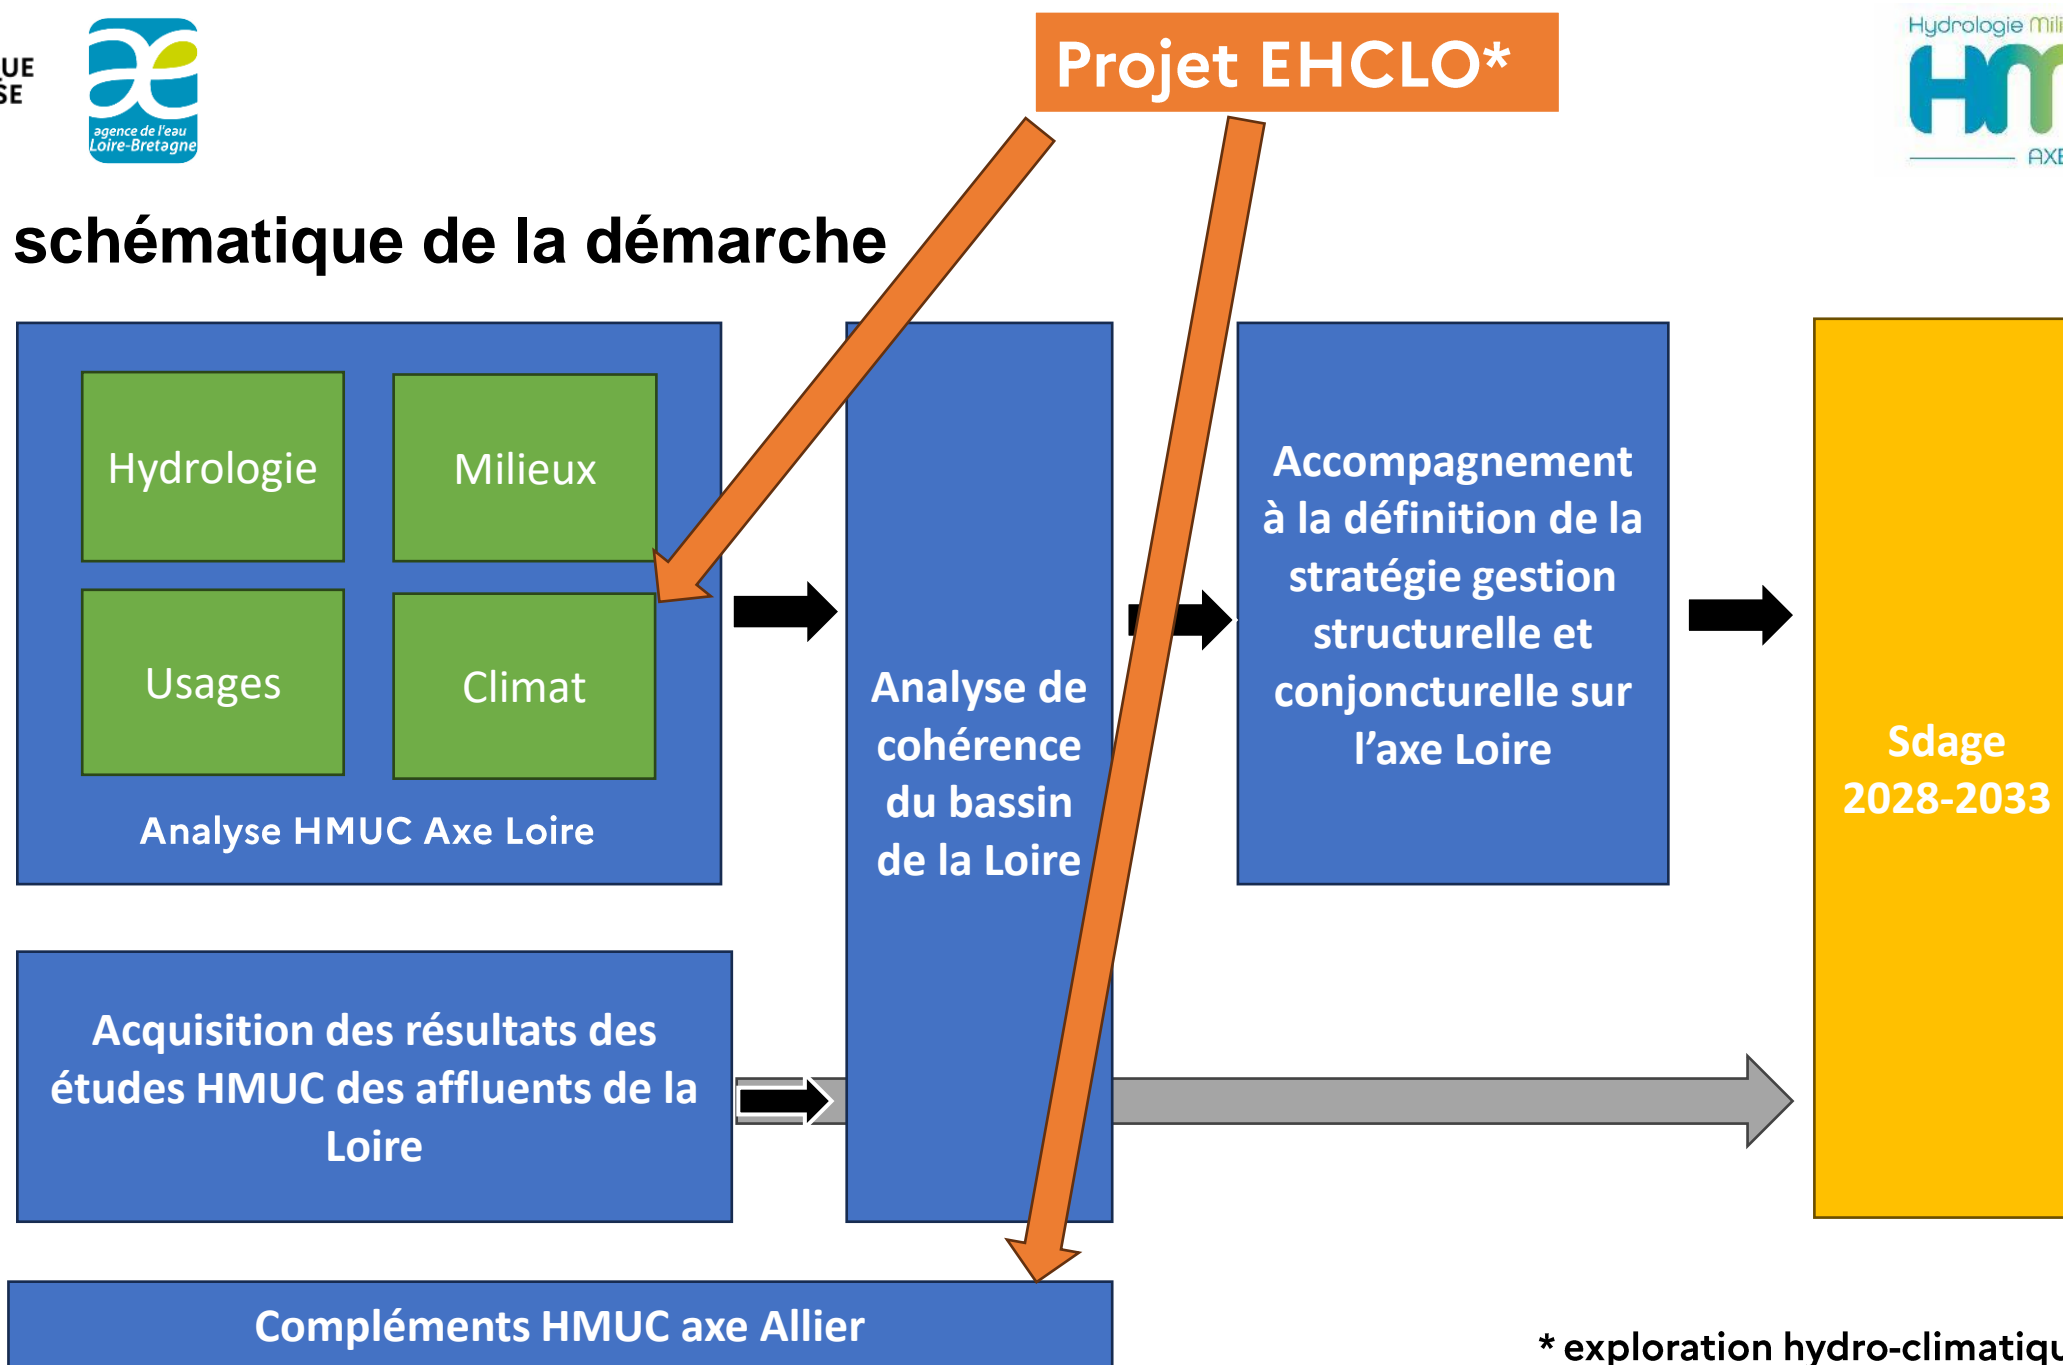 UE
SE
agence de l'eau
Loire-Bretagne
Projet EHCLO*
Hydrologie Mili
HM
AXE
schématique de la démarche
Hydrologie
Milieux
Usages
Climat
Analyse HMUC Axe Loire
Analyse de
cohérence
du bassin
de la Loire
Accompagnement
à la définition de la
stratégie gestion
structurelle et
conjoncturelle sur
l’axe Loire
Sdage
2028-2033
Acquisition des résultats des
études HMUC des affluents de la
Loire
Compléments HMUC axe Allier
* exploration hydro-climatiqu